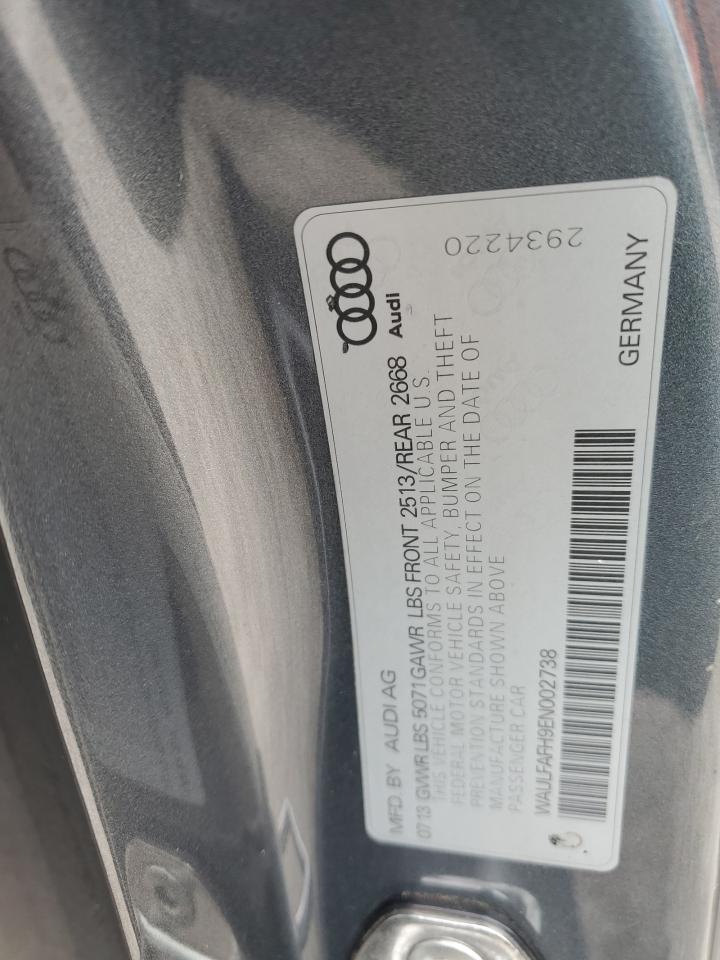 MFD BY AUDI AG
0713 GVWR LBS 5071 GAWR LBS FRONT 2513/REAR 2668
THIS VEHICLE CONFORMS TO ALL APPLICABLE U S.
FEDERAL MOTOR VEHICLE SAFETY, BUMPER AND THEFT
PREVENTION STANDARDS IN EFFECT ON THE DATE OF
MANUFACTURE SHOWN ABOVE
PASSENGER CAR
WAULFAFH9EN002738
Audi
2934220
GERMANY